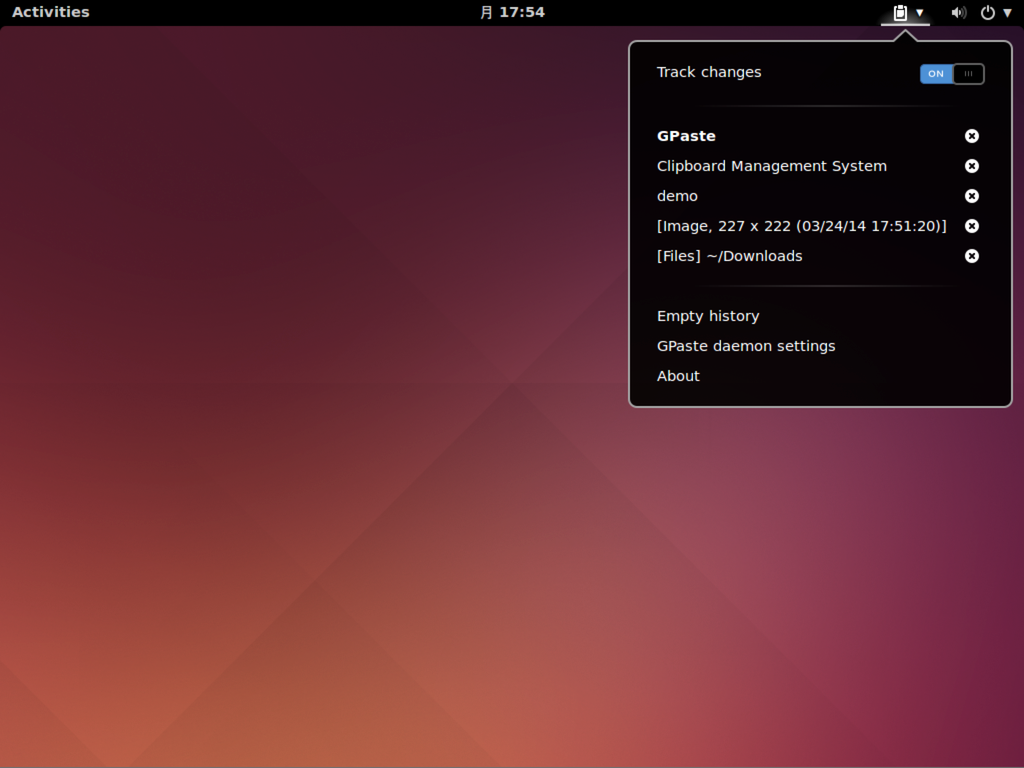 Activities
月 17:54
Track changes
ON
GPaste
Clipboard Management System
demo
[Image, 227 x 222 (03/24/14 17:51:20)]
[Files] ~/Downloads
Empty history
GPaste daemon settings
About